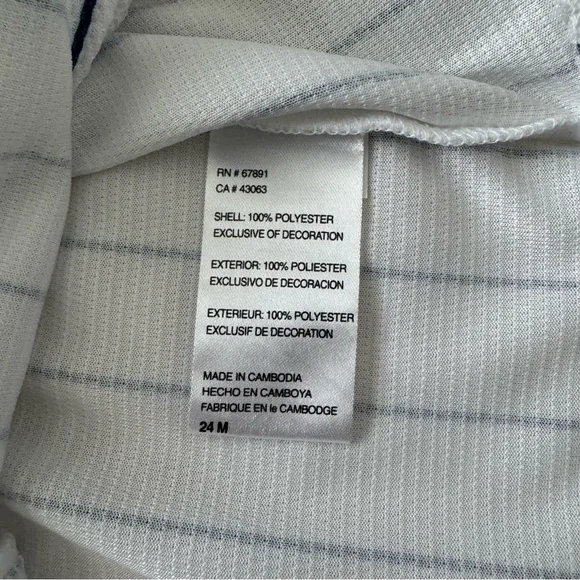 RN # 67891
CA # 43063
SHELL: 100% POLYESTER
EXCLUSIVE OF DECORATION
EXTERIOR: 100% POLIESTER
EXCLUSIVO DE DECORACION
EXTERIEUR: 100% POLYESTER
EXCLUSIF DE DECORATION
MADE IN CAMBODIA
HECHO EN CAMBOYA
FABRIQUE EN le CAMBODGE
24 M